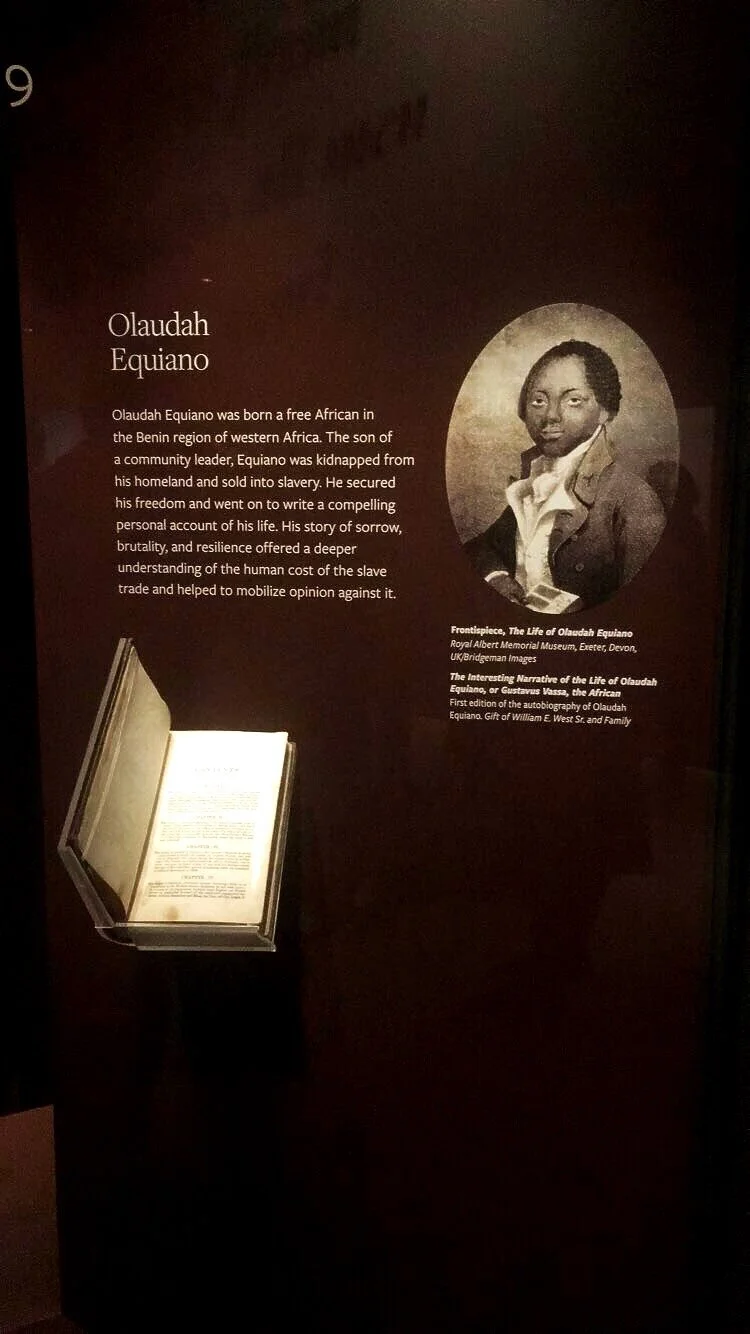 9
Olaudah
Equiano
Olaudah Equiano was born a free African in
the Benin region of western Africa. The son of
a community leader, Equiano was kidnapped from
his homeland and sold into slavery. He secured
his freedom and went on to write a compelling
personal account of his life. His story of sorrow,
brutality, and resilience offered a deeper
understanding of the human cost of the slave
trade and helped to mobilize opinion against it.
Frontispiece, The Life of Olaudah Equiano
Royal Albert Memorial Museum, Exeter, Devon,
UK/Bridgeman Images
The Interesting Narrative of the Life of Olaudah
Equiano, or Gustavus Vassa, the African
First edition of the autobiography of Olaudah
Equiano. Gift of William E. West Sr. and Family
CONTENTS